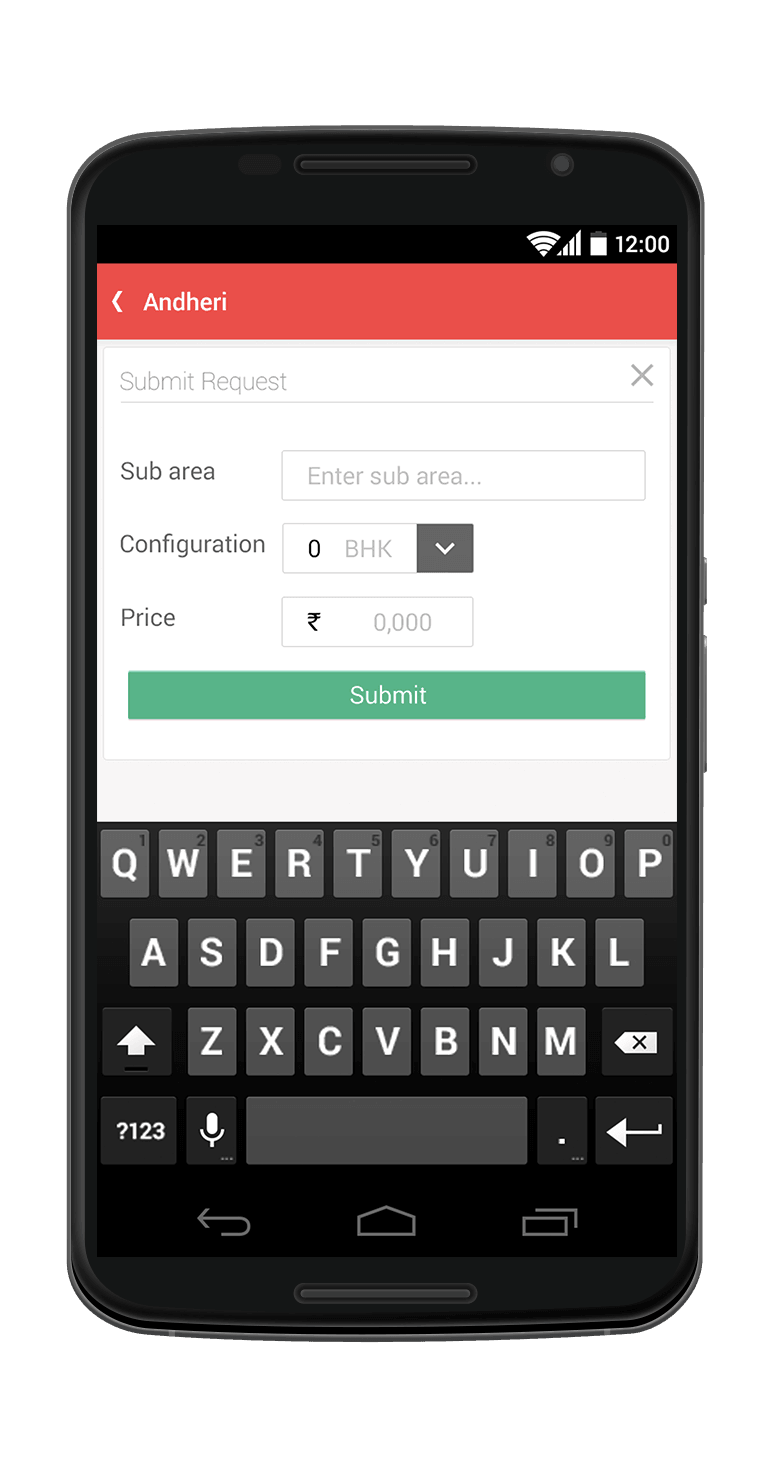 12:00
Andheri
Submit Request
Sub area Enter sub area...
Configuration 0 BHK
Price ₹ 0,000
Submit
1 2 3 4 5 6 7 8 9 0
Q W E R T Y U I O P
A S D F G H J K L
Z X C V B N M
?123 ... . ...